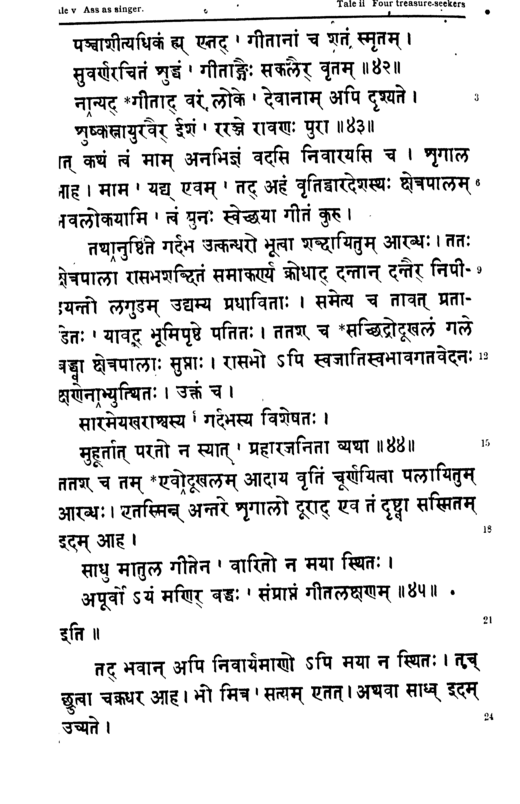 ale v Ass as singer. Tale ii Four treasure-seekers
पञ्चाशीत्यधिकं ह्य् एतद् ' गीतानां च शतं स्मृतम् ।
सुवर्णरचितं शुद्धं ' गीताङ्गैः सकलैर् वृतम् ॥४२॥
नान्यद् *गीताद् वरं लोके ' देवानाम् अपि दृश्यते । 3
शुष्कस्नायुरवैर् ईशं ' ररञ्जे रावणः पुरा ॥४३॥
तत् कथं त्वं माम् अनभिज्ञं वदसि निवारयसि च । शृगाल
आह । माम ' यद्य् एवम् ' तद् अहं वृतिद्वारदेशस्थः क्षेत्रपालम् 6
अवलोकयामि ' त्वं पुनः स्वेच्छया गीतं कुरु ।
तथानुष्ठिते गर्दभ उत्कन्धरो भूत्वा शब्दायितुम् आरब्धः । ततः
क्षेत्रपाला रासभशब्दितं समाकर्ण्य क्रोधाद् दन्तान् दन्तैर् निपी- 9
डयन्तो लगुडम् उद्यम्य प्रधाविताः । समेत्य च तावत् प्रता-
डितः ' यावद् भूमिपृष्ठे पतितः । ततश् च *सच्छिद्रोदूखलं गले
बद्ध्वा क्षेत्रपालाः सुप्ताः । रासभो ऽपि स्वजातिस्वभावगतवेदनः 12
क्षणेनाभ्युत्थितः । उक्तं च ।
सारमेयखराश्वस्य ' गर्दभस्य विशेषतः ।
मुहूर्तात् परतो न स्यात् ' प्रहारजनिता व्यथा ॥४४॥ 15
ततश् च तम् *एवोदूखलम् आदाय वृतिं चूर्णयित्वा पलायितुम्
आरब्धः । एतस्मिन्न् अन्तरे शृगालो दूराद् एव तं दृष्ट्वा सस्मितम्
इदम् आह । 18
साधु मातुल गीतेन ' वारितो न मया स्थितः ।
अपूर्वो ऽयं मणिर् बद्धः ' संप्राप्तं गीतलक्षणम् ॥४५॥
इति ॥ 21
तद् भवान् अपि निवार्यमाणो ऽपि मया न स्थितः । तच्
छ्रुत्वा चक्रधर आह । भो मित्र ' सत्यम् एतत् । अथवा साध्व् इदम्
उच्यते । 24